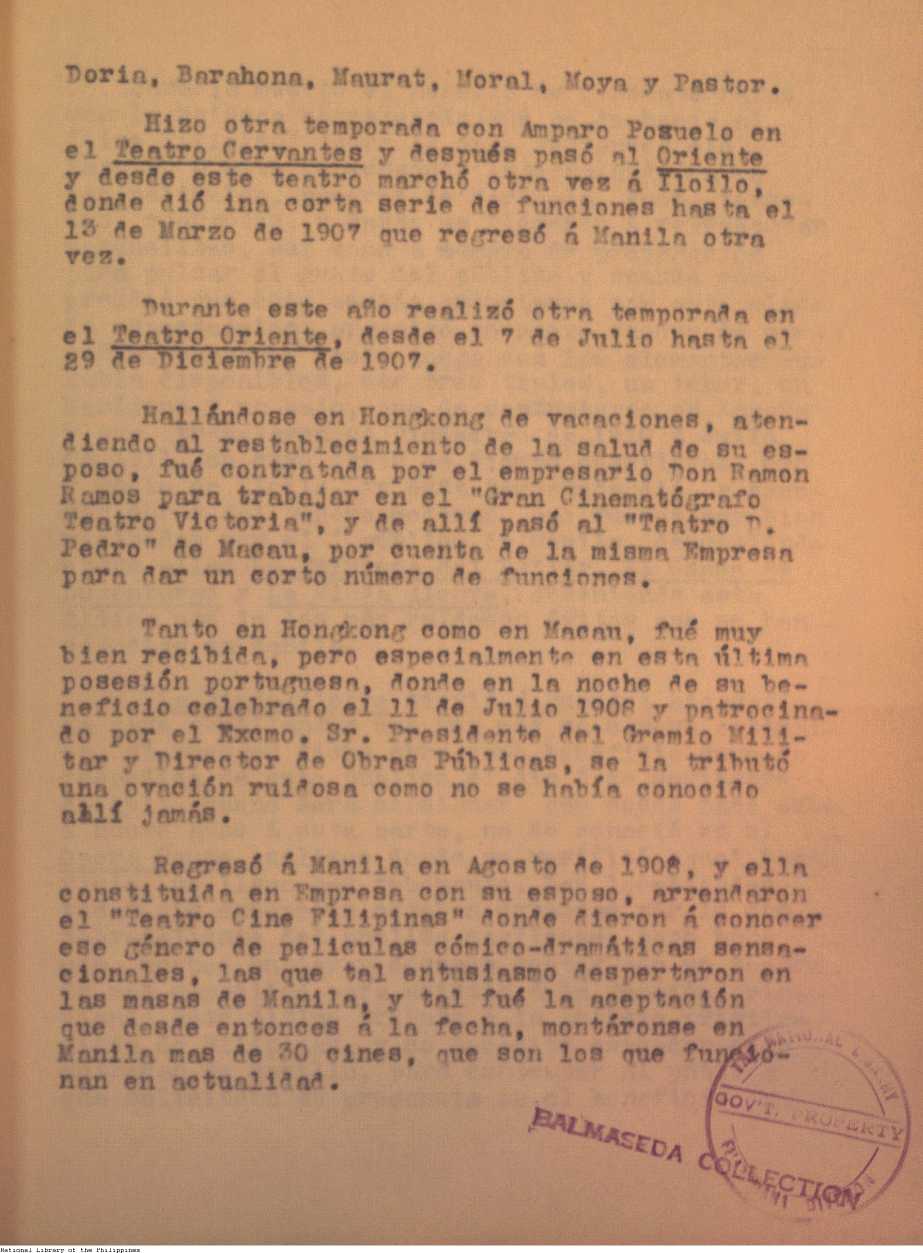 Doria, Barahona, Maurat, Moral, Moya y Pastor.
Hizo otra temporada con Amparo Posuelo en
el Teatro Cervantes y después pasó al Oriente
y desde este teatro marchó otra vez á Iloilo,
donde dió ina corta serie de funciones hasta el
13 de Marzo de 1907 que regresó á Manila otra
vez.
Durante este año realizó otra temporada en
el Teatro Oriente, desde el 7 de Julio hasta el
29 de Diciembre de 1907.
Hallándose en Hongkong de vacaciones, aten-
diendo al restablecimiento de la salud de su es-
poso, fué contratada por el empresario Don Ramon
Ramos para trabajar en el "Gran Cinematógrafo
Teatro Victoria", y de allí pasó al "Teatro D.
Pedro" de Macau, por cuenta de la misma Empresa
para dar un corto número de funciones.
Tanto en Hongkong como en Macau, fué muy
bien recibida, pero especialmente en esta última
posesión portuguesa, donde en la noche de su be-
neficio celebrado el 11 de Julio 1908 y patrocina-
do por el Excmo. Sr. Presidente del Gremio Mili-
tar y Director de Obras Públicas, se la tributó
una ovación ruidosa como no se había conocido
allí jamás.
Regresó á Manila en Agosto de 1908, y ella
constituida en Empresa con su esposo, arrendaron
el "Teatro Cine Filipinas" donde dieron á conocer
ese género de peliculas cómico-dramáticas sensa-
cionales, las que tal entusiasmo despertaron en
las masas de Manila, y tal fué la aceptación
que desde entonces á la fecha, montáronse en
Manila mas de 30 cines, que son los que funcio-
nan en actualidad.
THE NATIONAL LIBRARY
GOV'T. PROPERTY
DIVISION
BALMASEDA COLLECTION
National Library of the Philippines